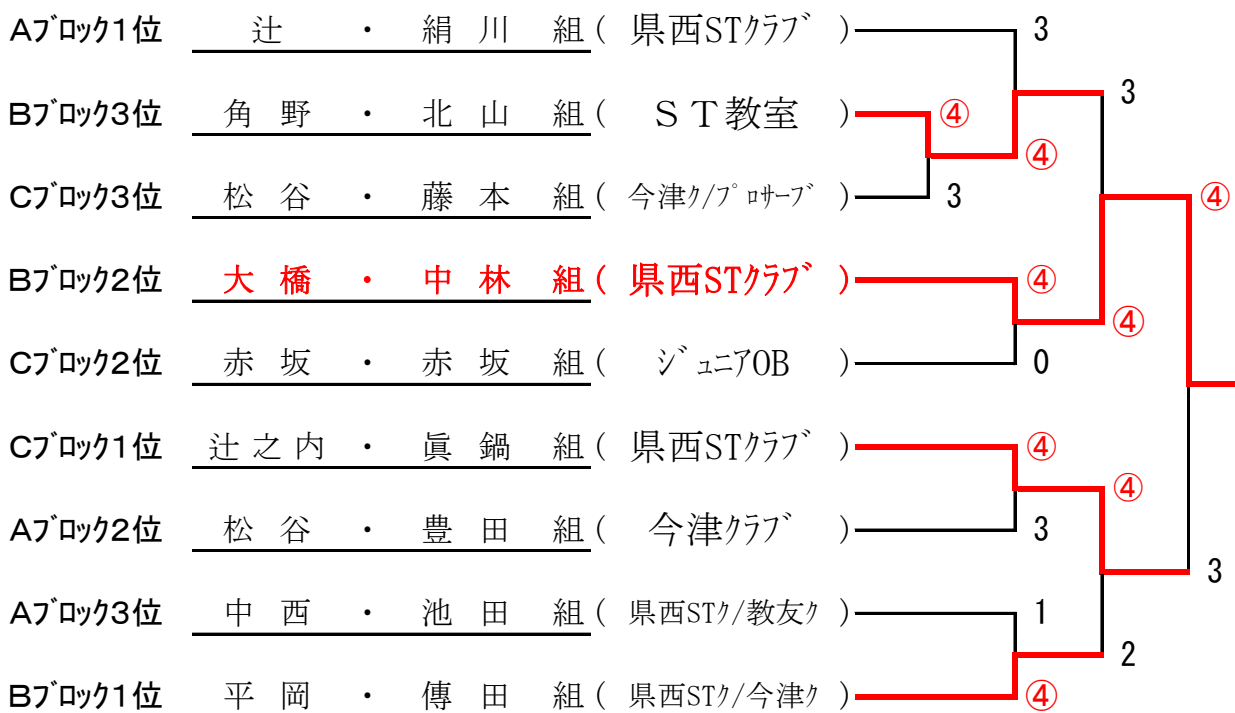 Aﾌﾞﾛｯｸ1位 辻 ・ 絹川 組 ( 県西STｸﾗﾌﾞ ) 3
Bﾌﾞﾛｯｸ3位 角野 ・ 北山 組 ( ＳＴ教室 ) ④ 3
④
Cﾌﾞﾛｯｸ3位 松谷 ・ 藤本 組 ( 今津ｸ/ﾌﾟﾛｻｰﾌﾞ ) 3 ④
Bﾌﾞﾛｯｸ2位 大橋 ・ 中林 組 ( 県西STｸﾗﾌﾞ ) ④
④
Cﾌﾞﾛｯｸ2位 赤坂 ・ 赤坂 組 ( ｼﾞｭﾆｱOB ) 0
Cﾌﾞﾛｯｸ1位 辻之内 ・ 眞鍋 組 ( 県西STｸﾗﾌﾞ ) ④
④
Aﾌﾞﾛｯｸ2位 松谷 ・ 豊田 組 ( 今津ｸﾗﾌﾞ ) 3
3
Aﾌﾞﾛｯｸ3位 中西 ・ 池田 組 ( 県西STｸ/教友ｸ ) 1
2
Bﾌﾞﾛｯｸ1位 平岡 ・ 傳田 組 ( 県西STｸ/今津ｸ ) ④